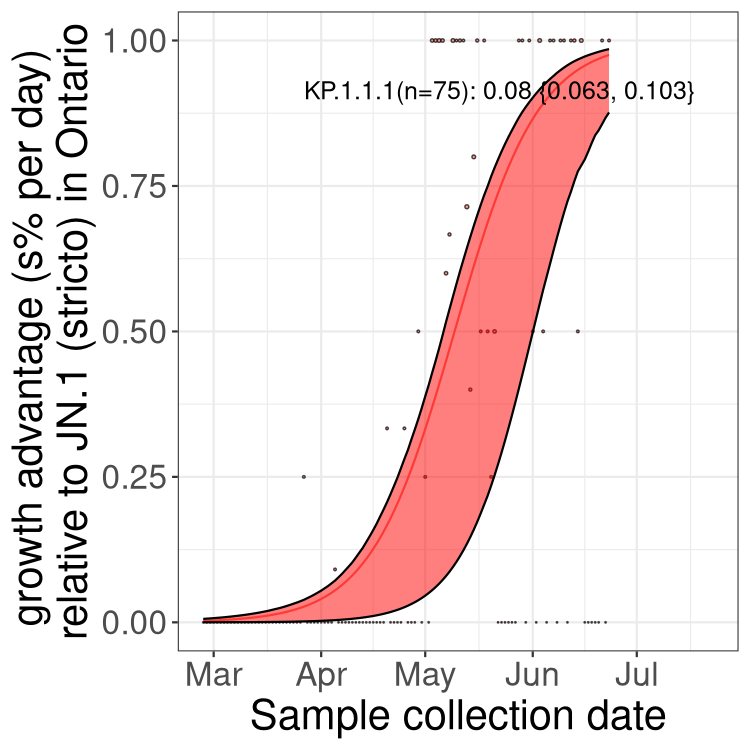 growth advantage (s% per day)
relative to JN.1 (stricto) in Ontario
1.00
0.75
0.50
0.25
0.00
KP.1.1.1(n=75): 0.08 {0.063, 0.103}
Mar Apr May Jun Jul
Sample collection date